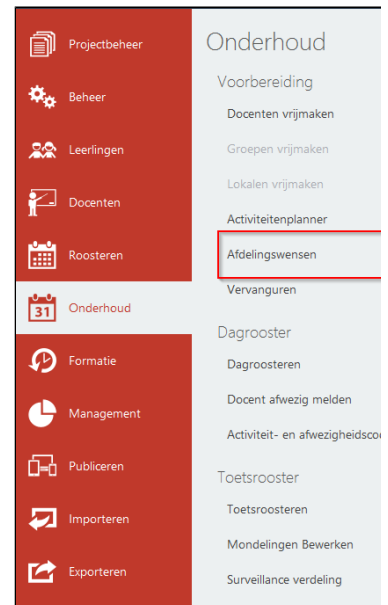 Projectbeheer
Beheer
Leerlingen
Docenten
Roosteren
31
Onderhoud
Formatie
Management
Publiceren
Importeren
Exporteren
Onderhoud
Voorbereiding
Docenten vrijmaken
Groepen vrijmaken
Lokalen vrijmaken
Activiteitenplanner
Afdelingswensen
Vervanguren
Dagrooster
Dagroosteren
Docent afwezig melden
Activiteit- en afwezigheidsco
Toetsrooster
Toetsroosteren
Mondelingen Bewerken
Surveillance verdeling